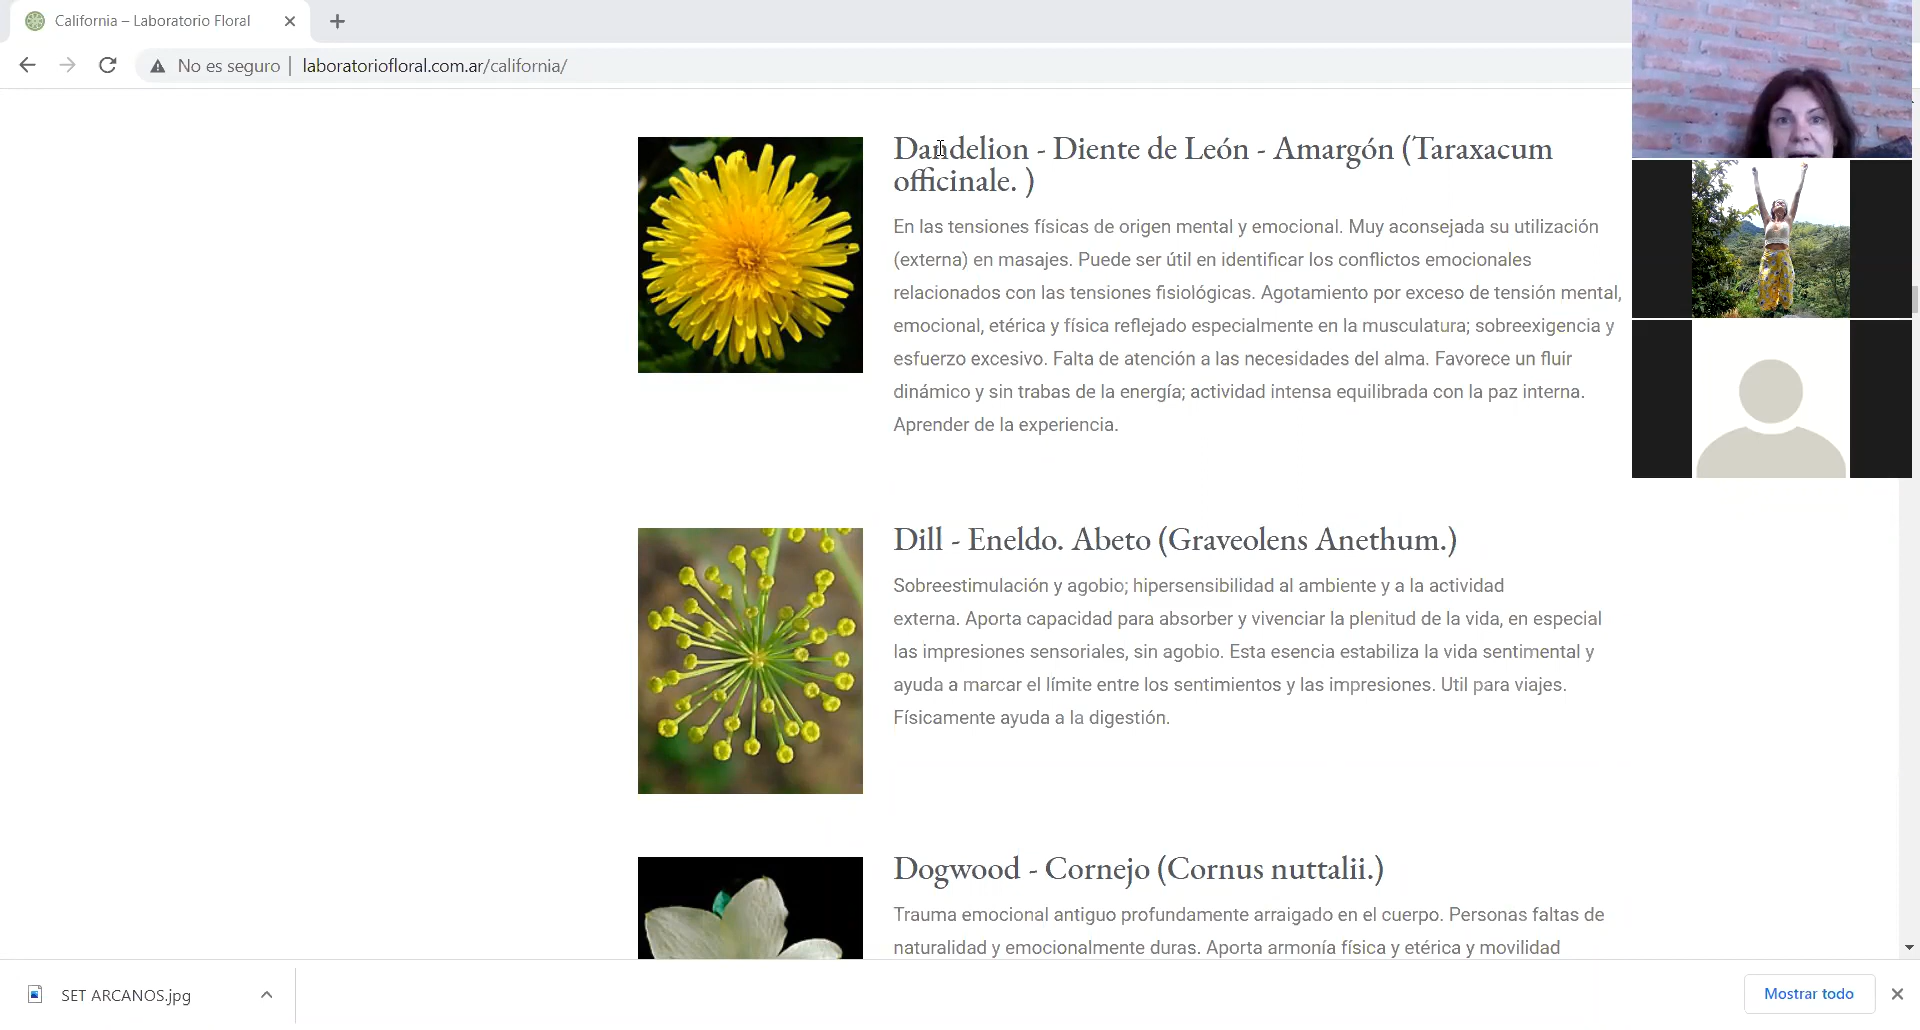 California – Laboratorio Floral
No es seguro
laboratoriofloral.com.ar/california/
Dandelion - Diente de León - Amargón (Taraxacum
officinale. )
En las tensiones físicas de origen mental y emocional. Muy aconsejada su utilización
(externa) en masajes. Puede ser útil en identificar los conflictos emocionales
relacionados con las tensiones fisiológicas. Agotamiento por exceso de tensión mental,
emocional, etérica y física reflejado especialmente en la musculatura; sobreexigencia y
esfuerzo excesivo. Falta de atención a las necesidades del alma. Favorece un fluir
dinámico y sin trabas de la energía; actividad intensa equilibrada con la paz interna.
Aprender de la experiencia.
Dill - Eneldo. Abeto (Graveolens Anethum.)
Sobreestimulación y agobio; hipersensibilidad al ambiente y a la actividad
externa. Aporta capacidad para absorber y vivenciar la plenitud de la vida, en especial
las impresiones sensoriales, sin agobio. Esta esencia estabiliza la vida sentimental y
ayuda a marcar el límite entre los sentimientos y las impresiones. Util para viajes.
Físicamente ayuda a la digestión.
Dogwood - Cornejo (Cornus nuttalii.)
Trauma emocional antiguo profundamente arraigado en el cuerpo. Personas faltas de
naturalidad y emocionalmente duras. Aporta armonía física y etérica y movilidad
SET ARCANOS.jpg
Mostrar todo